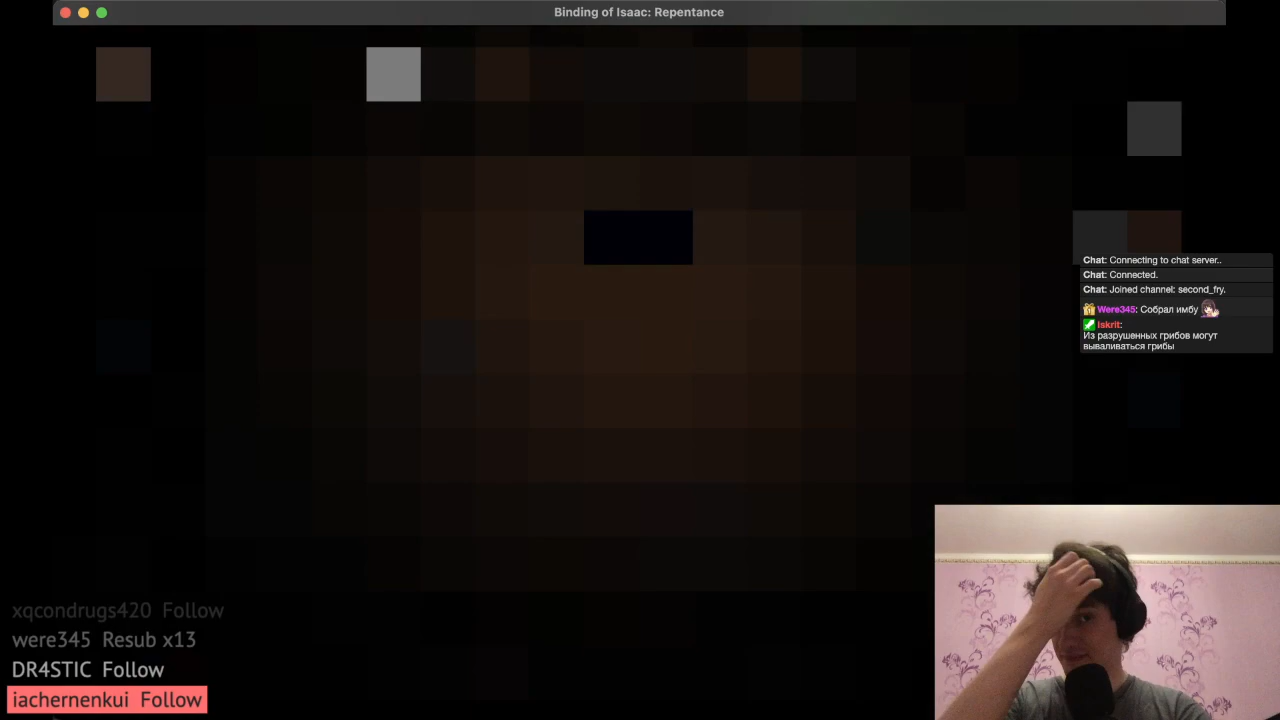 Binding of Isaac: Repentance
Chat: Connecting to chat server..
Chat: Connected.
Chat: Joined channel: second_fry.
Were345: Собрал имбу
Iskrit:
Из разрушенных грибов могут
вываливаться грибы
xqcondrugs420 Follow
were345 Resub x13
DR4STIC Follow
iachernenkui Follow